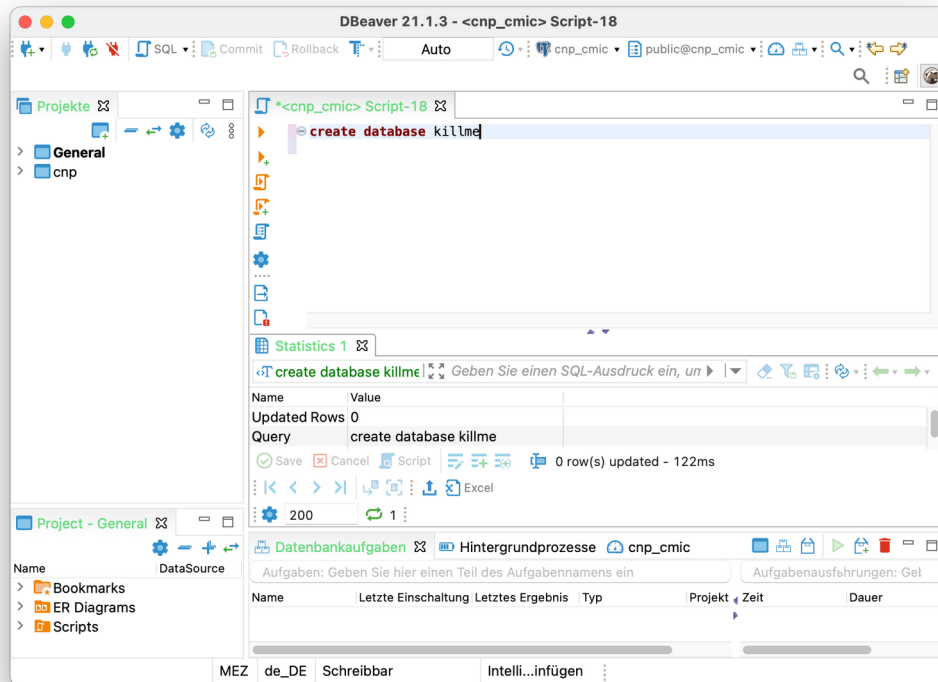 DBeaver 21.1.3 - <cnp_cmic> Script-18
SQL Commit Rollback T Auto cnp_cmic public@cnp_cmic
Projekte
*<cnp_cmic> Script-18
General
cnp
create database killme
Statistics 1
create database killme Geben Sie einen SQL-Ausdruck ein, un
Name Value
Updated Rows 0
Query create database killme
Save Cancel Script 0 row(s) updated - 122ms
Excel
200 1
Project - General
Name DataSource
Bookmarks
ER Diagrams
Scripts
Datenbankaufgaben Hintergrundprozesse cnp_cmic
Aufgaben: Geben Sie hier einen Teil des Aufgabennamens ein Aufgabenausführungen: Gel
Name Letzte Einschaltung Letztes Ergebnis Typ Projekt Zeit Dauer
MEZ de_DE Schreibbar Intelli...infügen